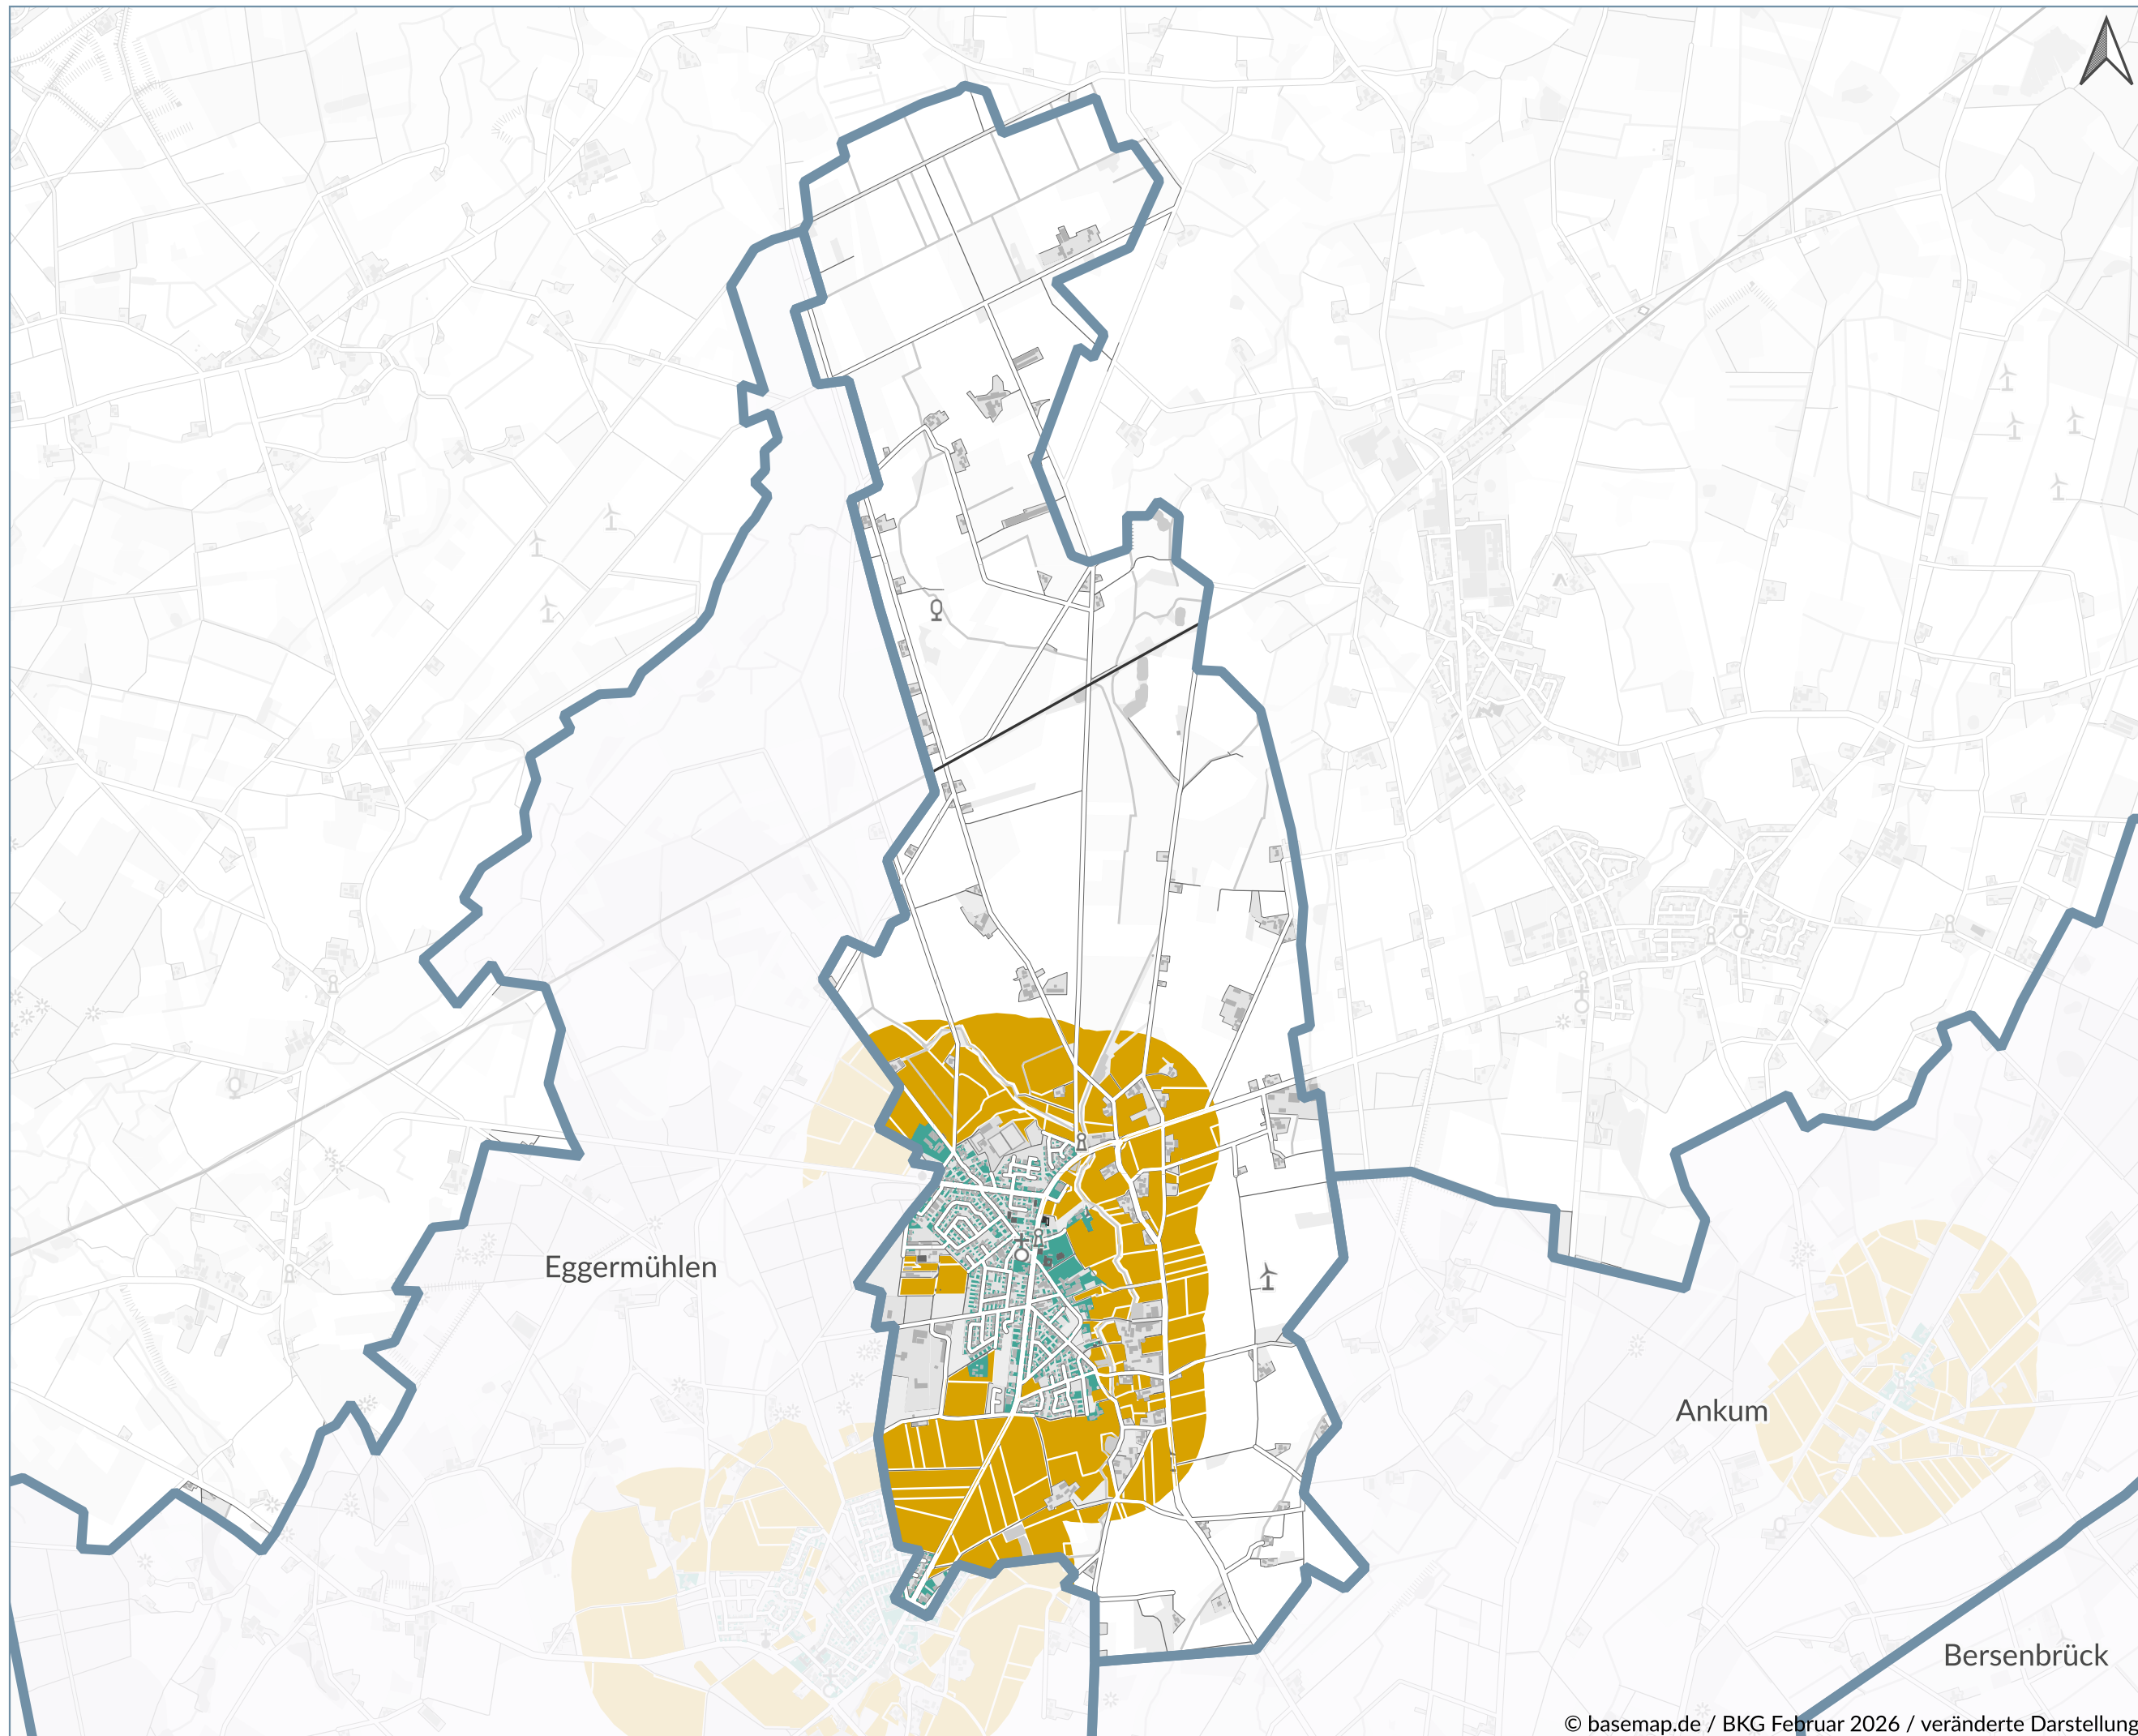 Eggermühlen
Ankum
Bersenbrück
© basemap.de / BKG Februar 2026 / veränderte Darstellung